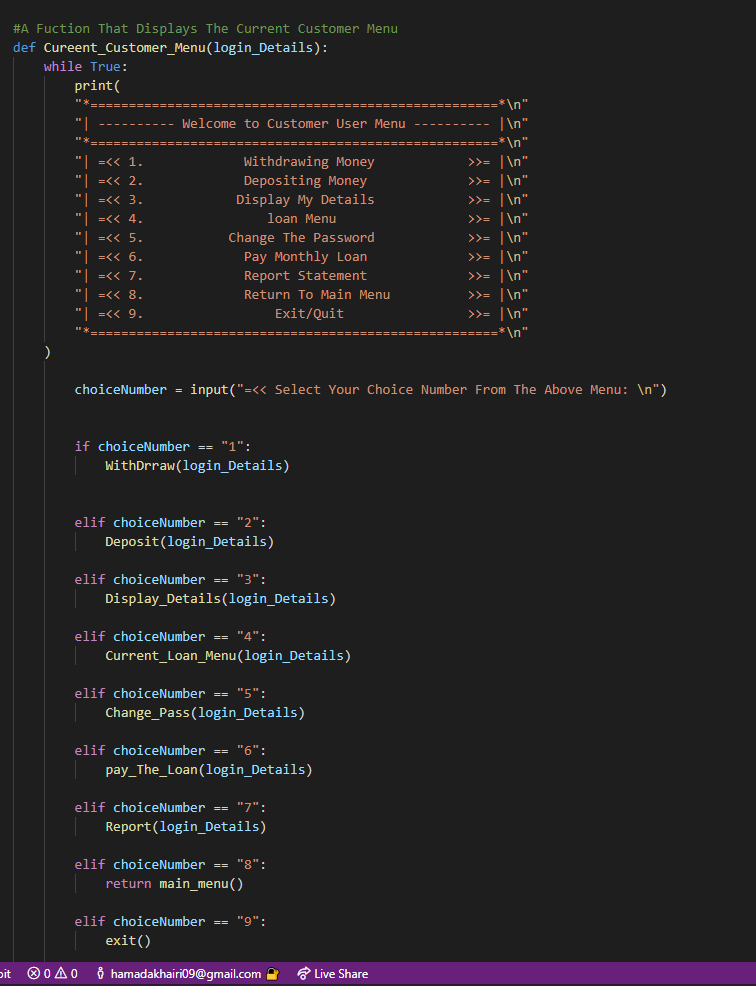 #A Fuction That Displays The Current Customer Menu
def Cureent_Customer_Menu(login_Details):
    while True:
        print(
        "*=====================================================*\n"
        "| ---------- Welcome to Customer User Menu ---------- |\n"
        "*=====================================================*\n"
        "| =<< 1.             Withdrawing Money            >>= |\n"
        "| =<< 2.             Depositing Money             >>= |\n"
        "| =<< 3.            Display My Details            >>= |\n"
        "| =<< 4.                loan Menu                 >>= |\n"
        "| =<< 5.           Change The Password            >>= |\n"
        "| =<< 6.             Pay Monthly Loan             >>= |\n"
        "| =<< 7.             Report Statement             >>= |\n"
        "| =<< 8.             Return To Main Menu          >>= |\n"
        "| =<< 9.                 Exit/Quit                >>= |\n"
        "*=====================================================*\n"
    )
        choiceNumber = input("=<< Select Your Choice Number From The Above Menu: \n")
        if choiceNumber == "1":
            WithDrraw(login_Details)
        elif choiceNumber == "2":
            Deposit(login_Details)
        elif choiceNumber == "3":
            Display_Details(login_Details)
        elif choiceNumber == "4":
            Current_Loan_Menu(login_Details)
        elif choiceNumber == "5":
            Change_Pass(login_Details)
        elif choiceNumber == "6":
            pay_The_Loan(login_Details)
        elif choiceNumber == "7":
            Report(login_Details)
        elif choiceNumber == "8":
            return main_menu()
        elif choiceNumber == "9":
            exit()
0 0 hamadakhairi09@gmail.com Live Share